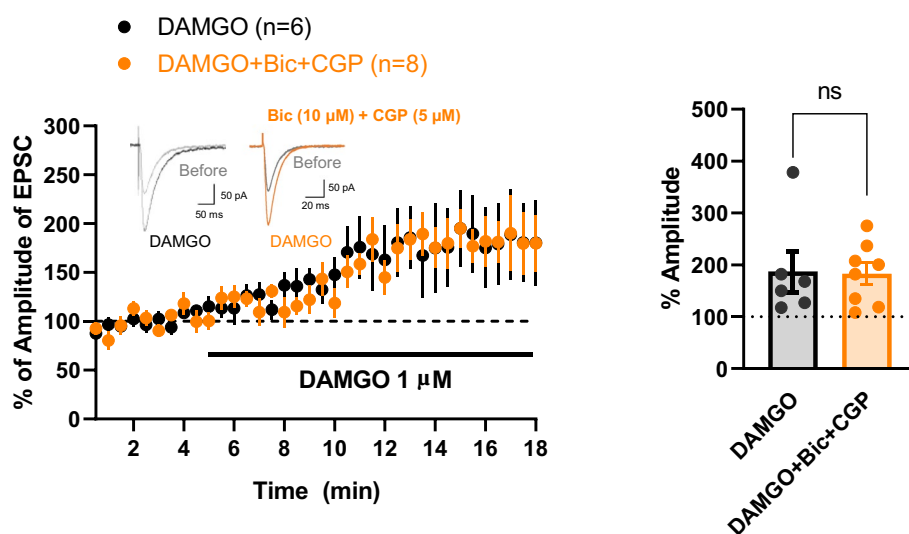 DAMGO (n=6)
DAMGO+Bic+CGP (n=8)
% of Amplitude of EPSC
300
250
200
150
100
50
0
Before
50 pA
50 ms
DAMGO
Bic (10 µM) + CGP (5 µM)
Before
50 pA
20 ms
DAMGO
DAMGO 1 µM
2 4 6 8 10 12 14 16 18
Time (min)
% Amplitude
500
400
300
200
100
0
ns
DAMGO
DAMGO+Bic+CGP